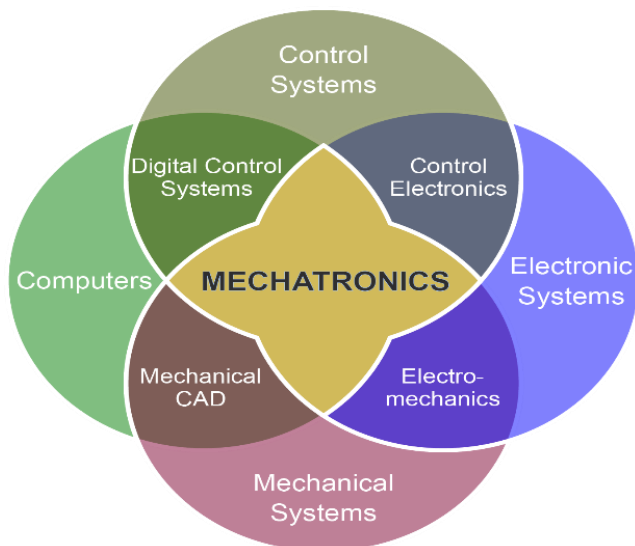 Control
Systems
Digital Control
Systems
Control
Electronics
Computers
MECHATRONICS
Electronic
Systems
Mechanical
CAD
Electro-
mechanics
Mechanical
Systems